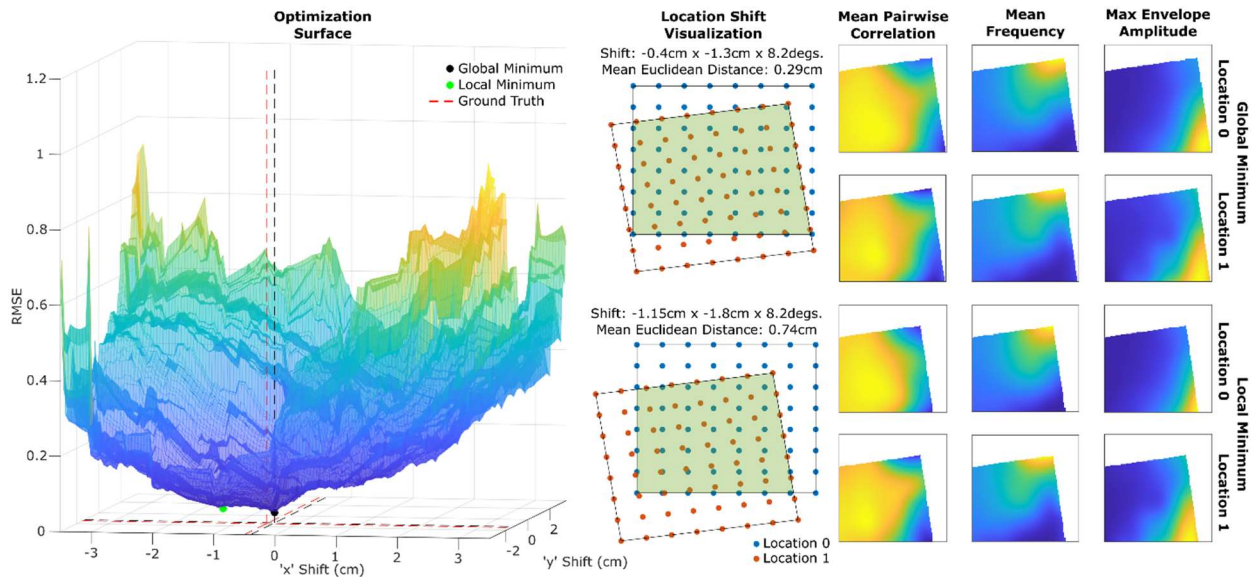 Optimization
Surface
Global Minimum
Local Minimum
Ground Truth
1.2
1
0.8
0.6
0.4
0.2
0
RMSE
-3
-2
-1
0
1
2
3
'x' Shift (cm)
-2
0
2
'y' Shift (cm)
Location Shift
Visualization
Shift: -0.4cm x -1.3cm x 8.2degs.
Mean Euclidean Distance: 0.29cm
Shift: -1.15cm x -1.8cm x 8.2degs.
Mean Euclidean Distance: 0.74cm
Location 0
Location 1
Mean Pairwise
Correlation
Mean
Frequency
Max Envelope
Amplitude
Location 0
Location 1
Global Minimum
Location 0
Location 1
Local Minimum